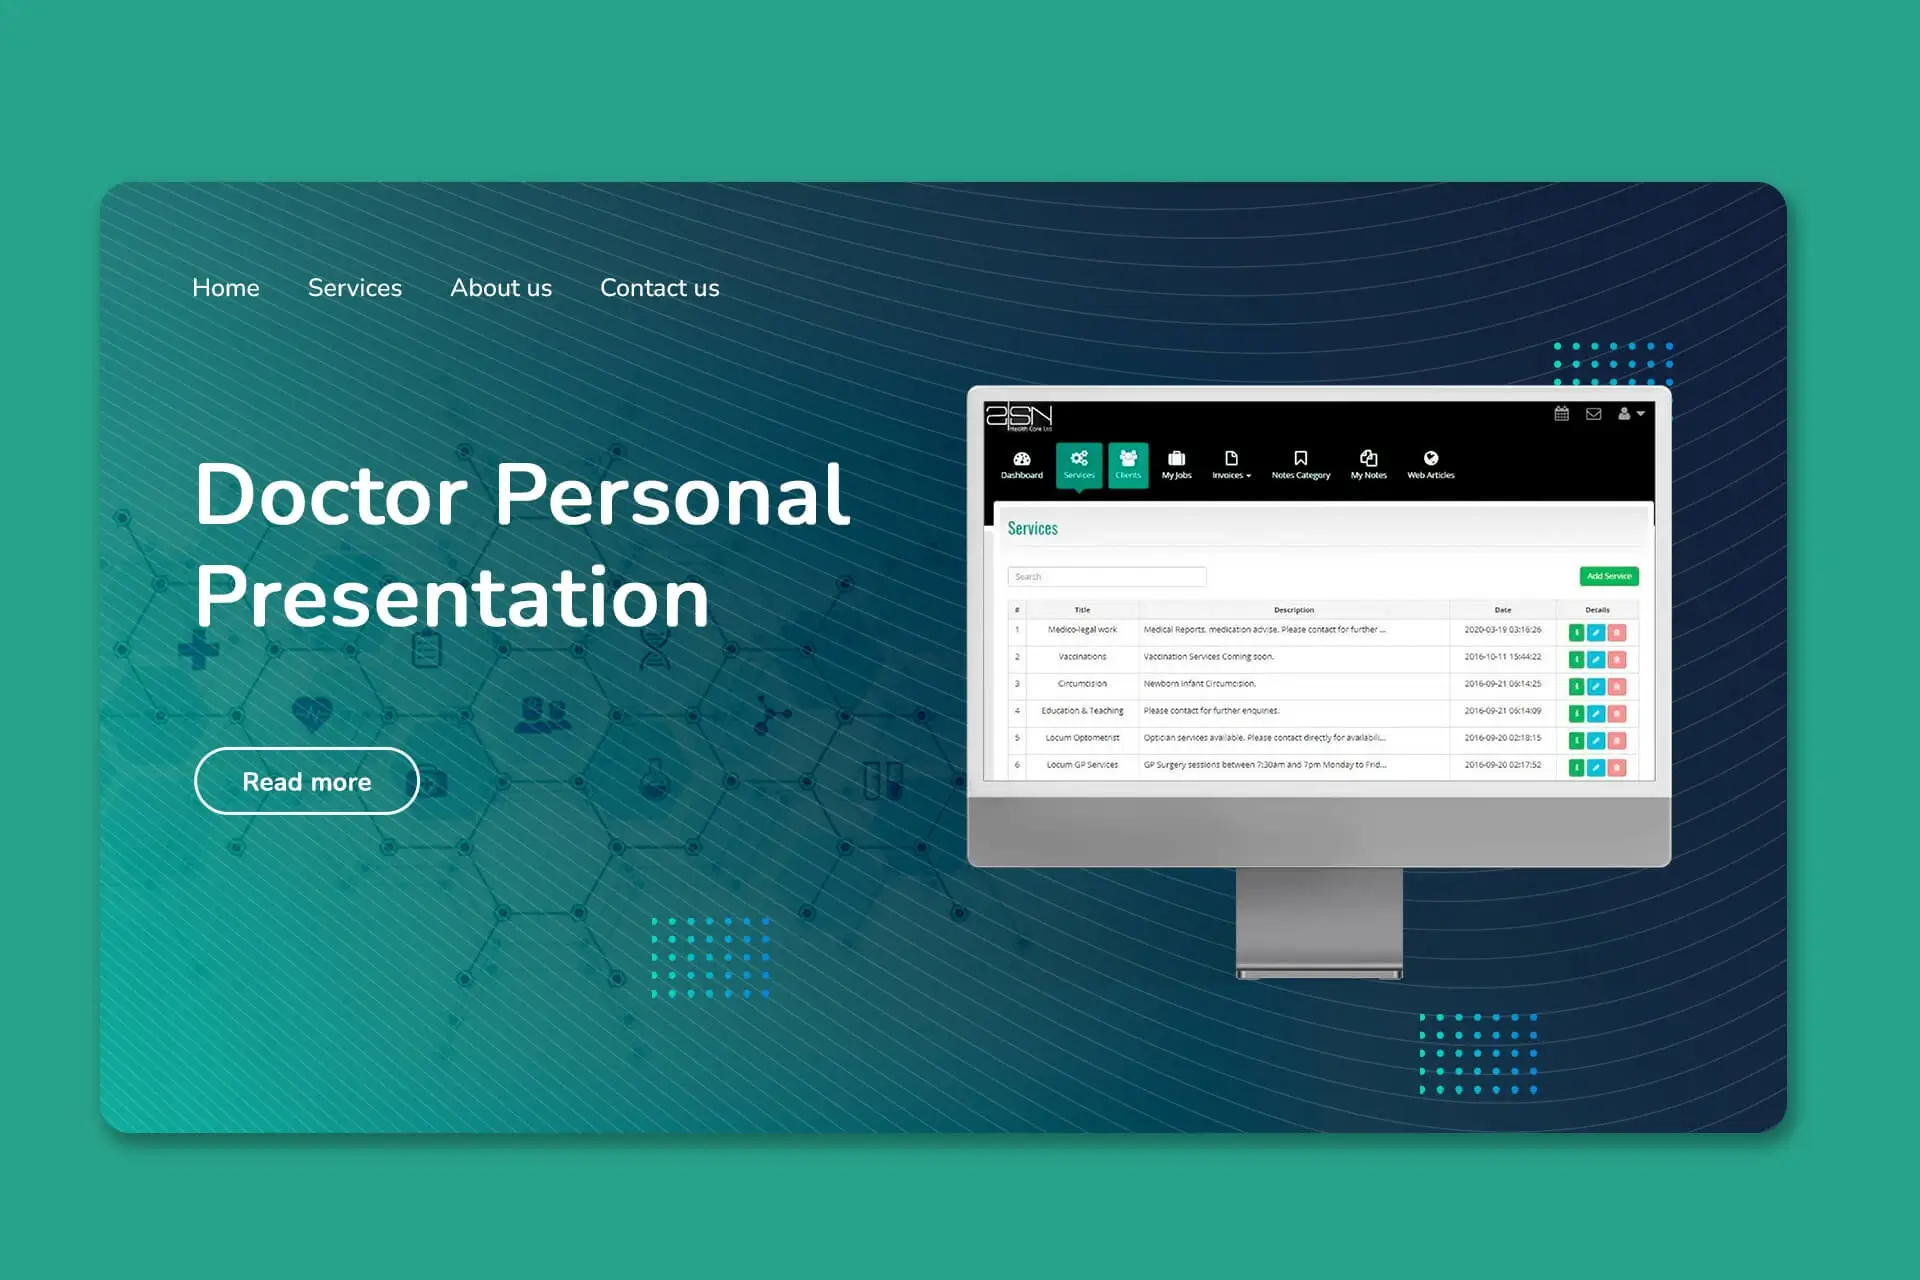 Home Services About us Contact us
Doctor Personal
Presentation
Read more
Health Care Ltd
Dashboard Services Clients My Jobs Invoices Notes Category My Notes Web Articles
Services
Search
Add Service
# Title Description Date Details
1 Medico-legal work Medical Reports, medication advise. Please contact for further ... 2020-03-19 03:16:26
2 Vaccinations Vaccination Services Coming soon. 2016-10-11 15:44:22
3 Circumcision Newborn Infant Circumcision. 2016-09-21 06:14:25
4 Education & Teaching Please contact for further enquiries. 2016-09-21 06:14:09
5 Locum Optometrist Optician services available. Please contact directly for availabili... 2016-09-20 02:18:15
6 Locum GP Services GP Surgery sessions between 7:30am and 7pm Monday to Frid... 2016-09-20 02:17:52